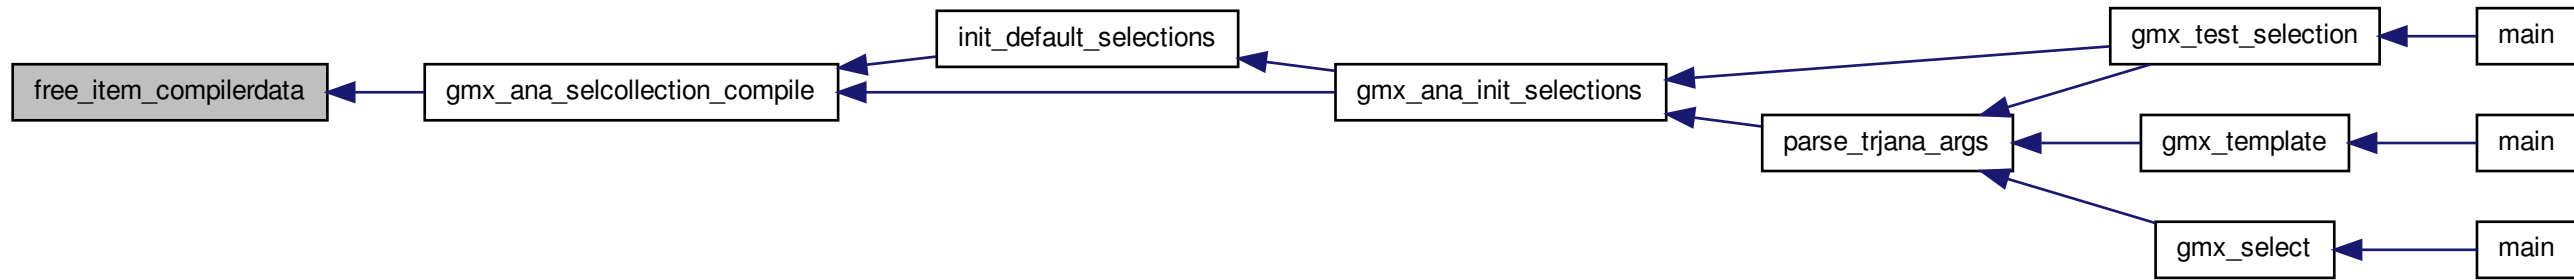 free_item_compilerdata
gmx_ana_selcollection_compile
init_default_selections
gmx_ana_init_selections
parse_trjana_args
gmx_test_selection
main
gmx_template
main
gmx_select
main